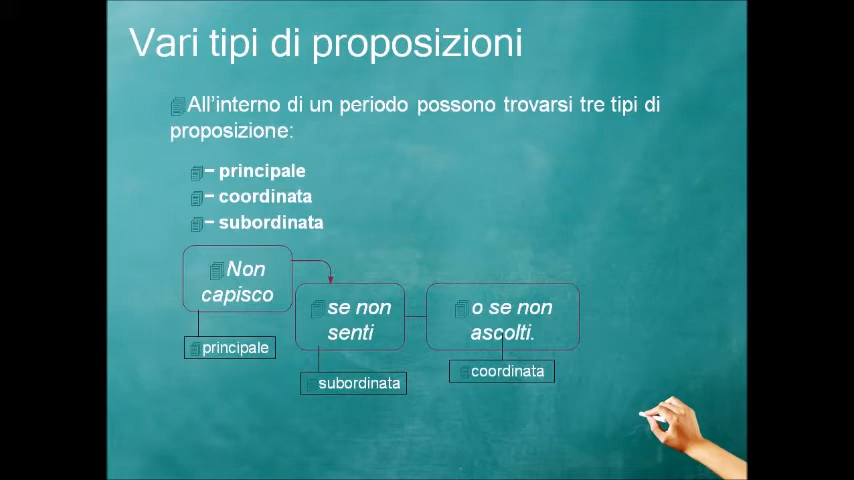 Vari tipi di proposizioni
All'interno di un periodo possono trovarsi tre tipi di
proposizione:
– principale
– coordinata
– subordinata
Non
capisco
se non
senti
o se non
ascolti.
principale
subordinata
coordinata